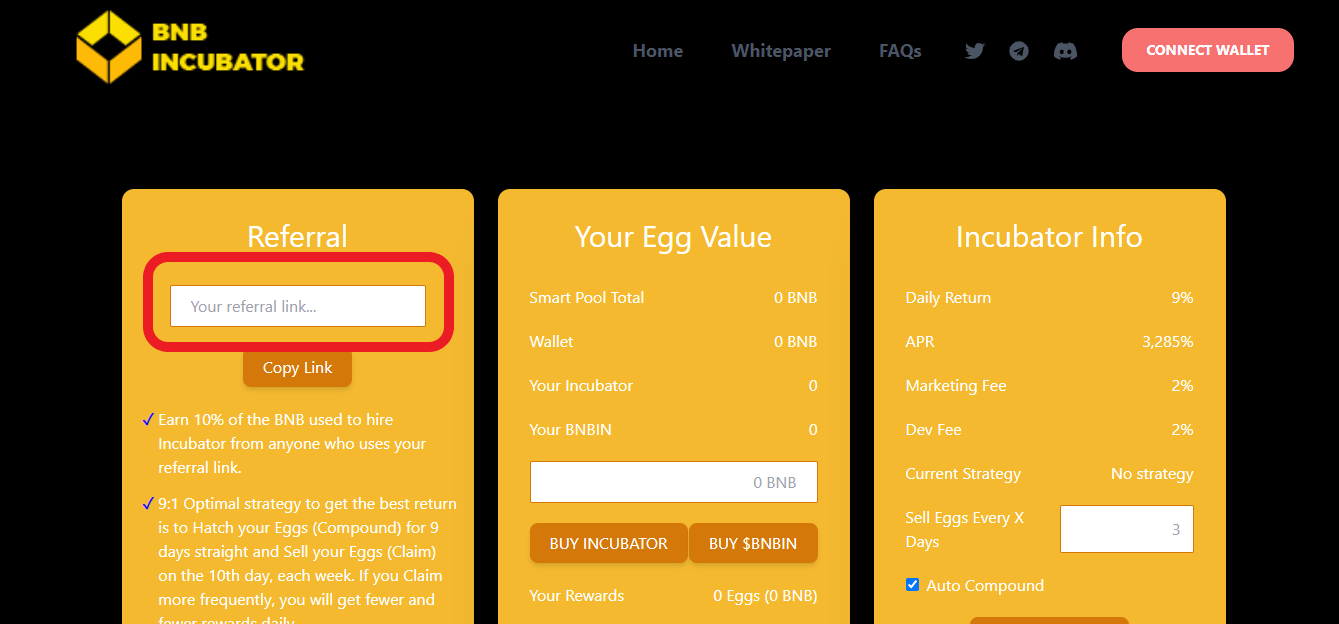 BNB
INCUBATOR
Home
Whitepaper
FAQs
CONNECT WALLET
Referral
Your referral link...
Copy Link
✓ Earn 10% of the BNB used to hire
Incubator from anyone who uses your
referral link.
✓ 9:1 Optimal strategy to get the best return
is to Hatch your Eggs (Compound) for 9
days straight and Sell your Eggs (Claim)
on the 10th day, each week. If you Claim
more frequently, you will get fewer and
fewer rewards daily.
Your Egg Value
Smart Pool Total 0 BNB
Wallet 0 BNB
Your Incubator 0
Your BNBIN 0
0 BNB
BUY INCUBATOR BUY $BNBIN
Your Rewards 0 Eggs (0 BNB)
Incubator Info
Daily Return 9%
APR 3,285%
Marketing Fee 2%
Dev Fee 2%
Current Strategy No strategy
Sell Eggs Every X
Days
3
Auto Compound